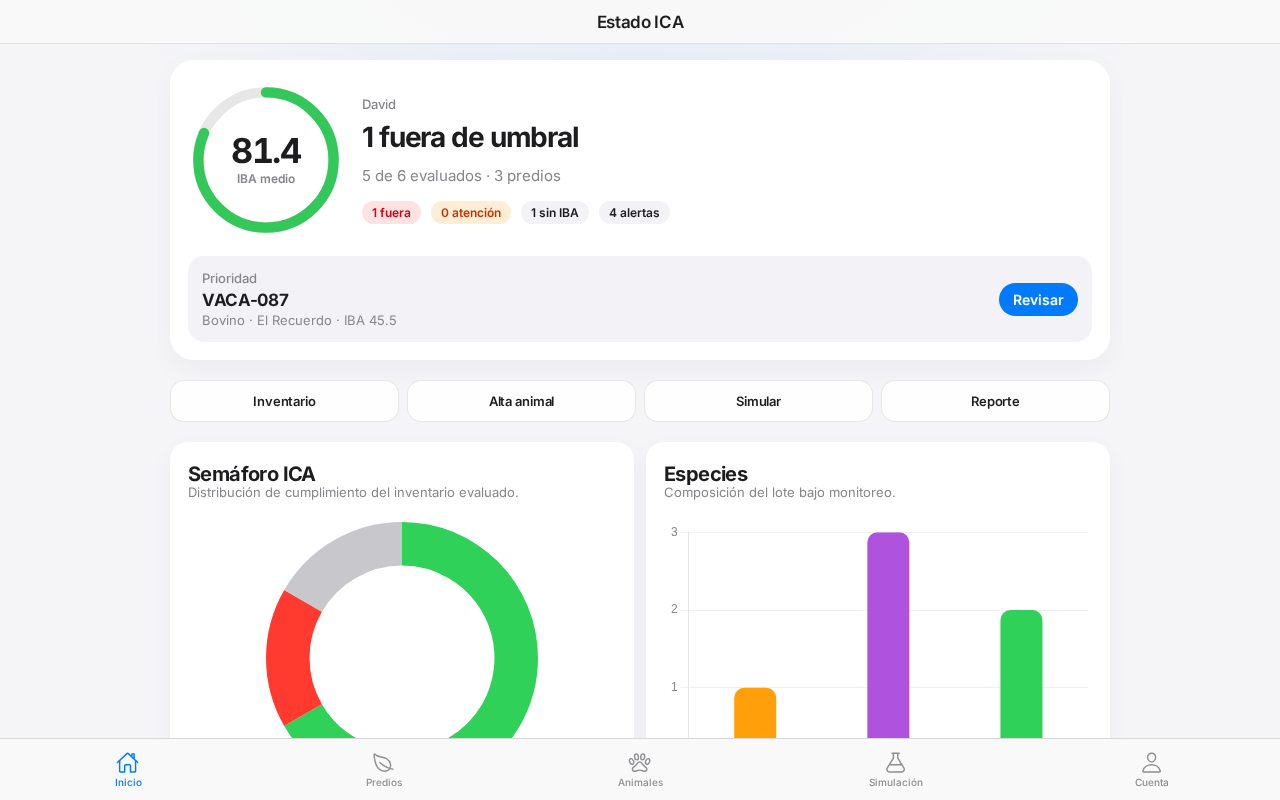 Estado ICA
81.4
IBA medio
David
1 fuera de umbral
5 de 6 evaluados · 3 predios
1 fuera
0 atención
1 sin IBA
4 alertas
Prioridad
VACA-087
Bovino · El Recuerdo · IBA 45.5
Revisar
Inventario
Alta animal
Simular
Reporte
Semáforo ICA
Distribución de cumplimiento del inventario evaluado.
Especies
Composición del lote bajo monitoreo.
3
2
1
Inicio
Predios
Animales
Simulación
Cuenta